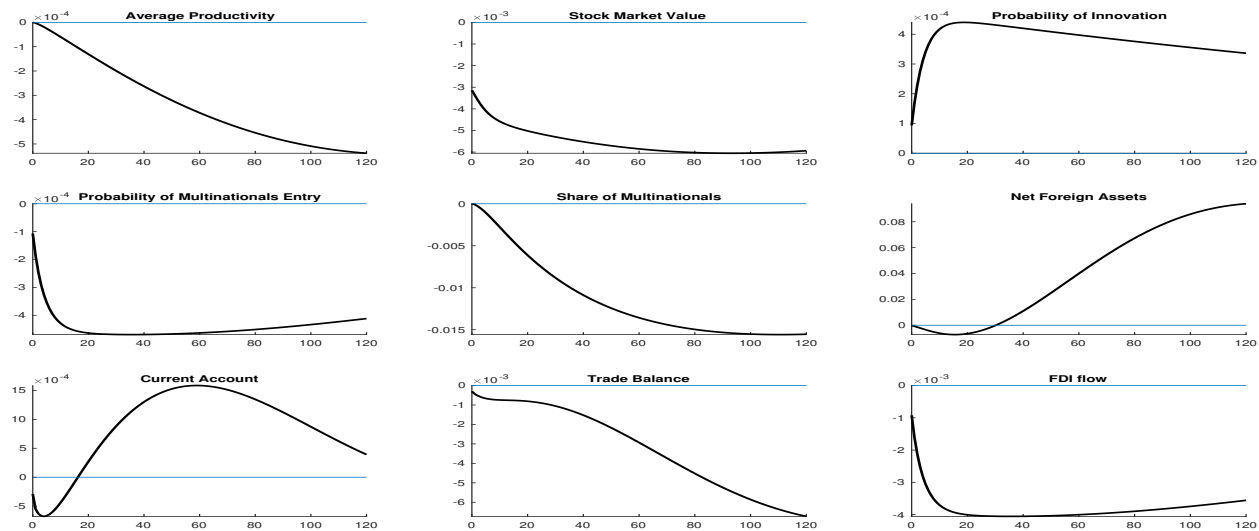 ×10⁻⁴ Average Productivity
0
-1
-2
-3
-4
-5
0 20 40 60 80 100 120
×10⁻³ Stock Market Value
0
-1
-2
-3
-4
-5
-6
0 20 40 60 80 100 120
×10⁻⁴ Probability of Innovation
4
3
2
1
0
0 20 40 60 80 100 120
×10⁻⁴ Probability of Multinationals Entry
0
-1
-2
-3
-4
0 20 40 60 80 100 120
Share of Multinationals
0
-0.005
-0.01
-0.015
0 20 40 60 80 100 120
Net Foreign Assets
0.08
0.06
0.04
0.02
0
0 20 40 60 80 100 120
×10⁻⁴ Current Account
15
10
5
0
-5
0 20 40 60 80 100 120
×10⁻³ Trade Balance
0
-1
-2
-3
-4
-5
-6
0 20 40 60 80 100 120
×10⁻³ FDI flow
0
-1
-2
-3
-4
0 20 40 60 80 100 120